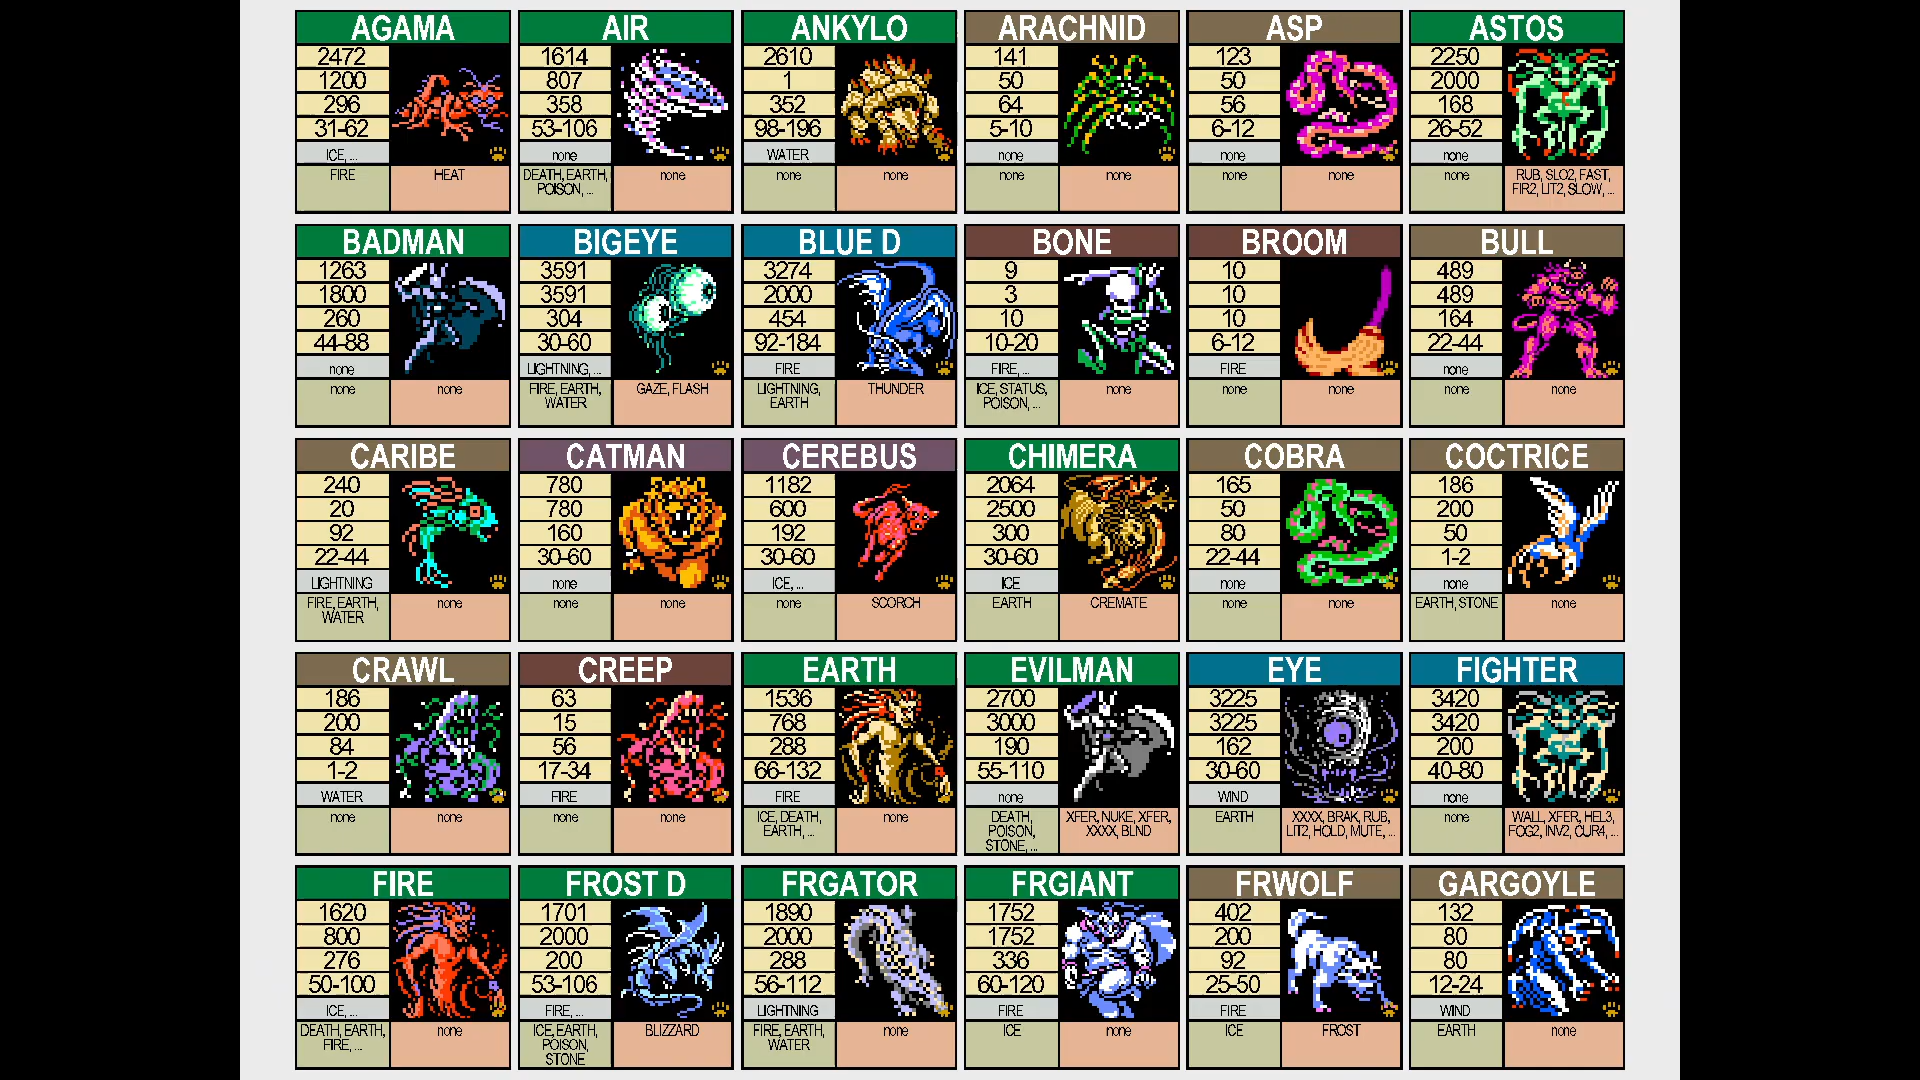 AGAMA
2472
1200
296
31-62
ICE, ...
FIRE
HEAT
AIR
1614
807
358
53-106
none
DEATH, EARTH,
POISON, ...
none
ANKYLO
2610
1
352
98-196
WATER
none
none
ARACHNID
141
50
64
5-10
none
none
none
ASP
123
50
56
6-12
none
none
none
ASTOS
2250
2000
168
26-52
none
none
RUB, SLO2, FAST,
FIR2, LIT2, SLOW, ...
BADMAN
1263
1800
260
44-88
none
none
none
BIGEYE
3591
3591
304
30-60
LIGHTNING, ...
FIRE, EARTH,
WATER
GAZE, FLASH
BLUE D
3274
2000
454
92-184
FIRE
LIGHTNING,
EARTH
THUNDER
BONE
9
3
10
10-20
FIRE, ...
ICE, STATUS,
POISON, ...
none
BROOM
10
10
10
6-12
FIRE
none
none
BULL
489
489
164
22-44
none
none
none
CARIBE
240
20
92
22-44
LIGHTNING
FIRE, EARTH,
WATER
none
CATMAN
780
780
160
30-60
none
none
none
CEREBUS
1182
600
192
30-60
ICE, ...
none
SCORCH
CHIMERA
2064
2500
300
30-60
ICE
EARTH
CREMATE
COBRA
165
50
80
22-44
none
none
none
COCTRICE
186
200
50
1-2
none
EARTH, STONE
none
CRAWL
186
200
84
1-2
WATER
none
none
CREEP
63
15
56
17-34
FIRE
none
none
EARTH
1536
768
288
66-132
FIRE
ICE, DEATH,
EARTH, ...
none
EVILMAN
2700
3000
190
55-110
none
DEATH,
POISON,
STONE, ...
XFER, NUKE, XFER,
XXXX, BLND
EYE
3225
3225
162
30-60
WIND
EARTH
XXXX, BRAK, RUB,
LIT2, HOLD, MUTE, ...
FIGHTER
3420
3420
200
40-80
none
none
WALL, XFER, HEL3,
FOG2, INV2, CUR4, ...
FIRE
1620
800
276
50-100
ICE, ...
DEATH, EARTH,
FIRE, ...
none
FROST D
1701
2000
200
53-106
FIRE, ...
ICE, EARTH,
POISON,
STONE
BLIZZARD
FRGATOR
1890
2000
288
56-112
LIGHTNING
FIRE, EARTH,
WATER
none
FRGIANT
1752
1752
336
60-120
FIRE
ICE
none
FRWOLF
402
200
92
25-50
FIRE
ICE
FROST
GARGOYLE
132
80
80
12-24
WIND
EARTH
none